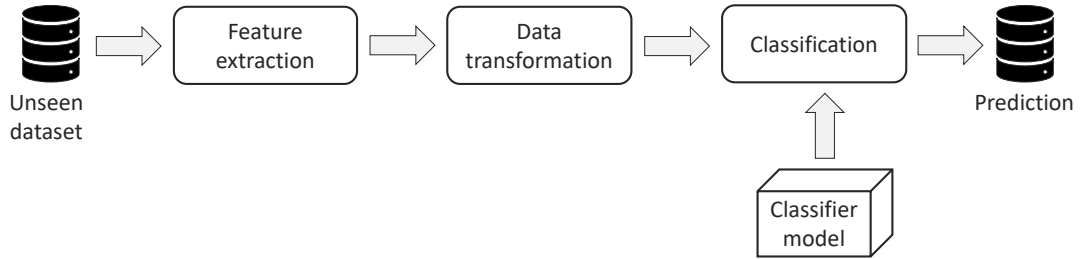 Unseen
dataset
Feature
extraction
Data
transformation
Classification
Prediction
Classifier
model